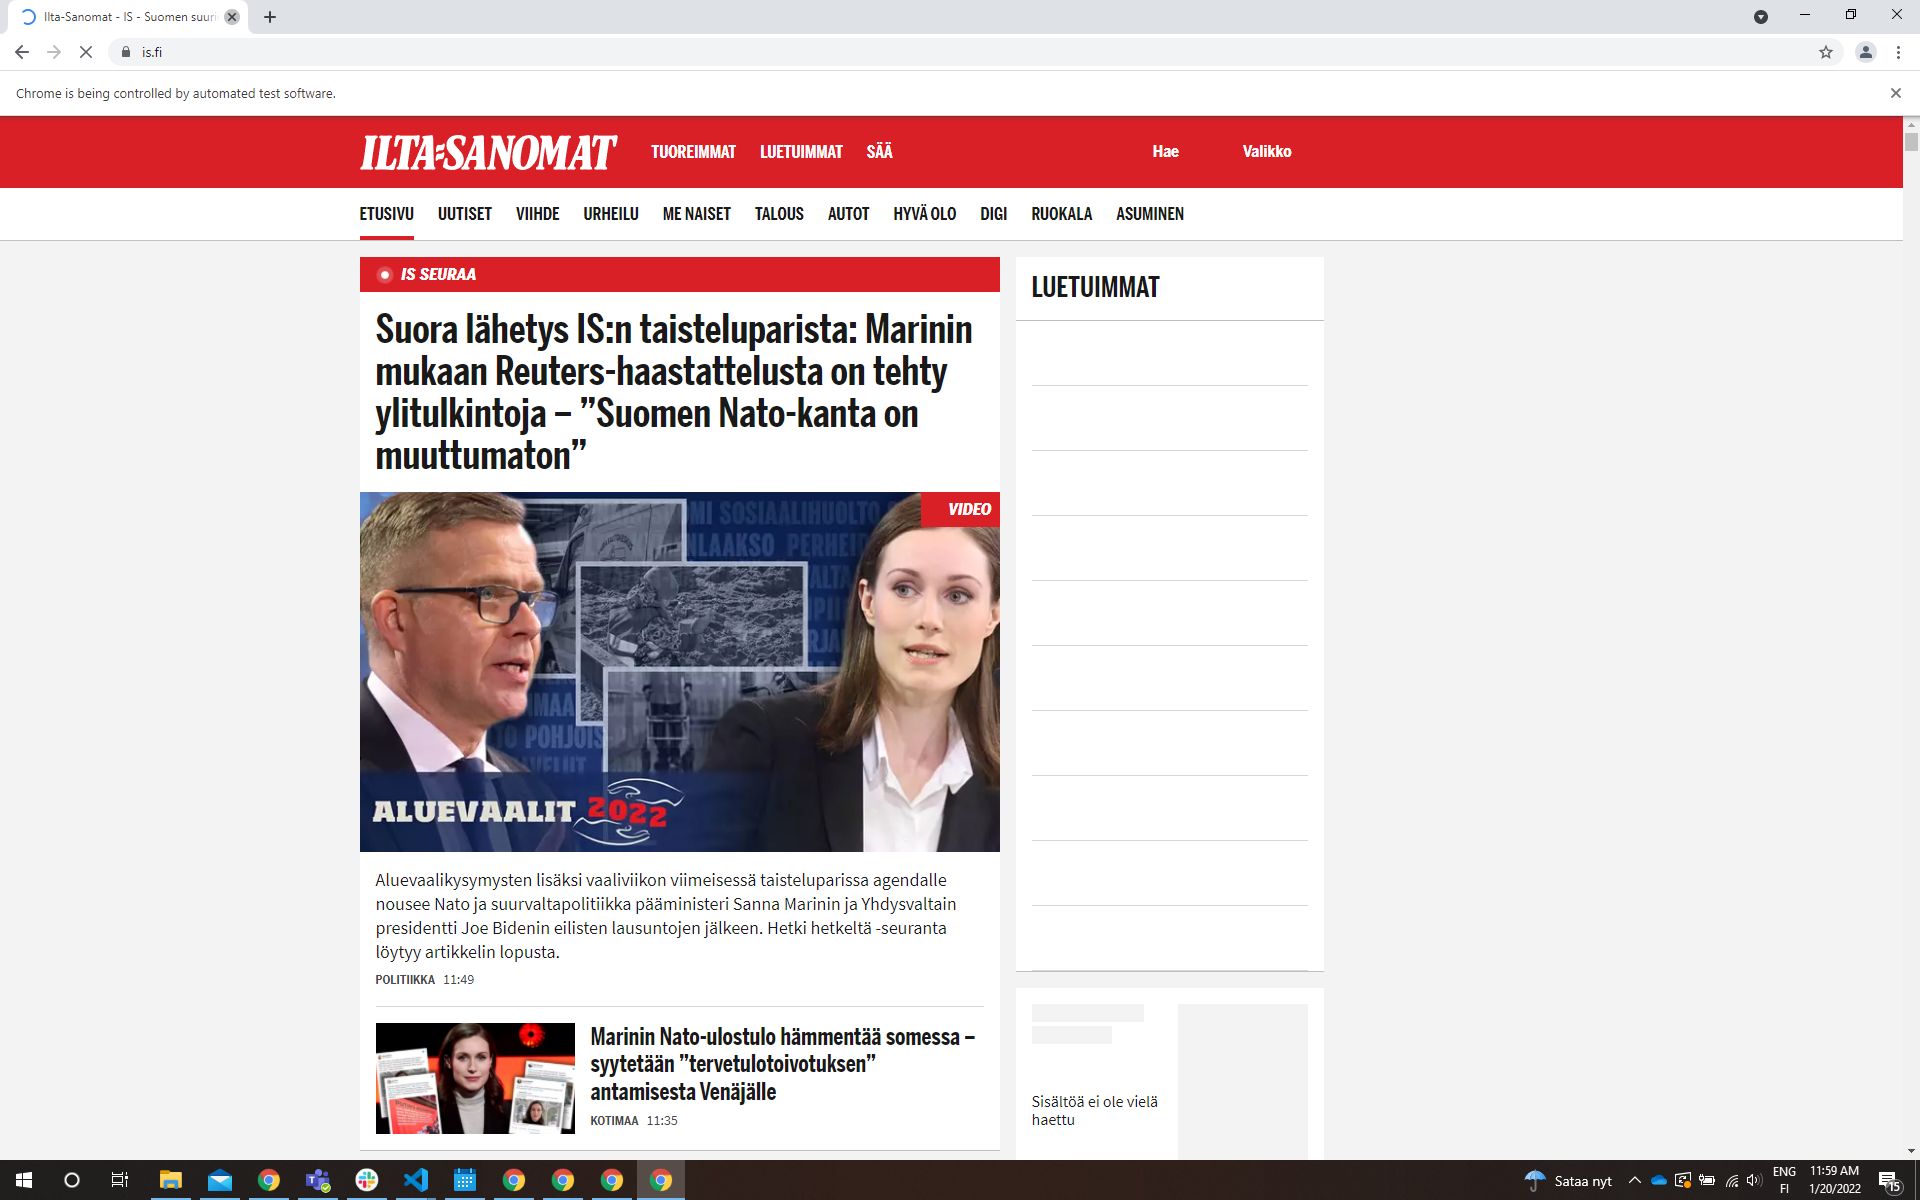 Ilta-Sanomat - IS - Suomen suuri
is.fi
Chrome is being controlled by automated test software.
ILTA-SANOMAT
TUOREIMMAT LUETUIMMAT SÄÄ Hae Valikko
ETUSIVU UUTISET VIIHDE URHEILU ME NAISET TALOUS AUTOT HYVÄ OLO DIGI RUOKALA ASUMINEN
IS SEURAA
Suora lähetys IS:n taisteluparista: Marinin
mukaan Reuters-haastattelusta on tehty
ylitulkintoja – ”Suomen Nato-kanta on
muuttumaton”
VIDEO
SOSIAALIHUOLTO
ALUEVAALIT 2022
Aluevaalikysymysten lisäksi vaaliviikon viimeisessä taisteluparissa agendalle
nousee Nato ja suurvaltapolitiikka pääministeri Sanna Marinin ja Yhdysvaltain
presidentti Joe Bidenin eilisten lausuntojen jälkeen. Hetki hetkeltä -seuranta
löytyy artikkelin lopusta.
POLITIIKKA 11:49
Marinin Nato-ulostulo hämmentää somessa –
syytetään ”tervetulotoivotuksen”
antamisesta Venäjälle
KOTIMAA 11:35
LUETUIMMAT
Sisältöä ei ole vielä
haettu
Sataa nyt
ENG
FI
11:59 AM
1/20/2022
15